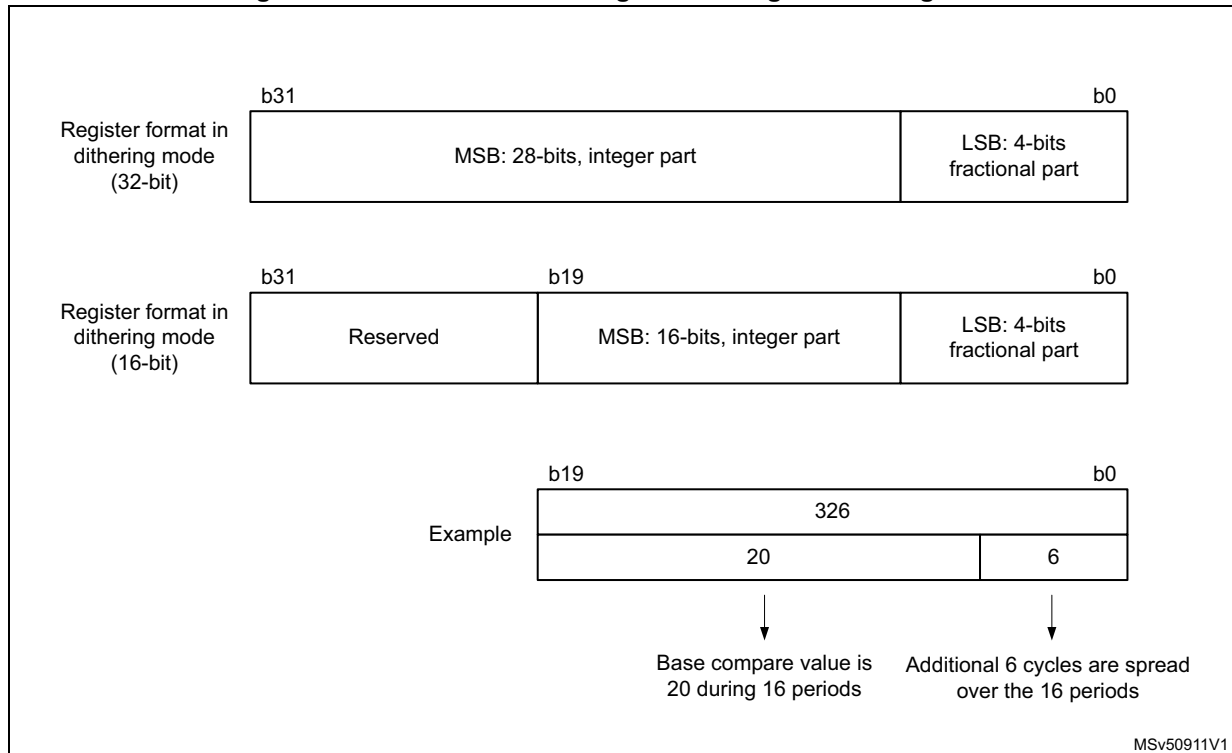 b31 b0
Register format in
dithering mode
(32-bit)
MSB: 28-bits, integer part
LSB: 4-bits
fractional part
b31 b19 b0
Register format in
dithering mode
(16-bit)
Reserved
MSB: 16-bits, integer part
LSB: 4-bits
fractional part
b19 b0
Example
326
20 6
Base compare value is
20 during 16 periods
Additional 6 cycles are spread
over the 16 periods
MSv50911V1